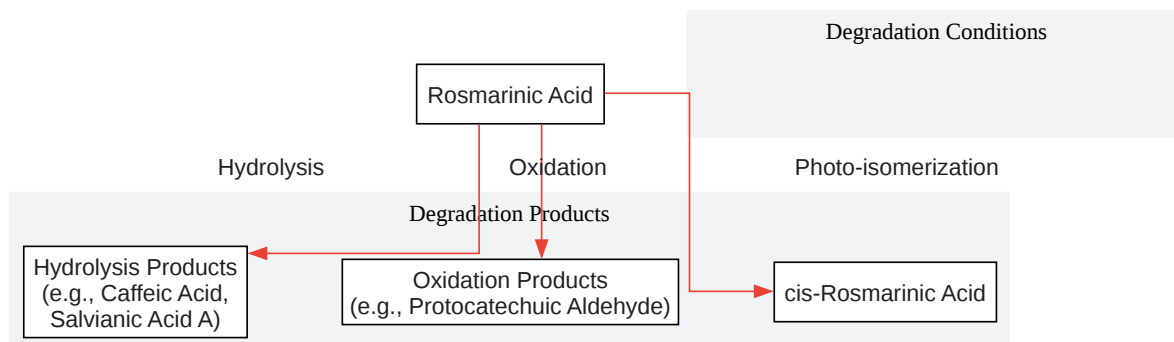 Degradation Conditions
Rosmarinic Acid
Hydrolysis
Oxidation
Photo-isomerization
Degradation Products
Hydrolysis Products
(e.g., Caffeic Acid,
Salvianic Acid A)
Oxidation Products
(e.g., Protocatechuic Aldehyde)
cis-Rosmarinic Acid